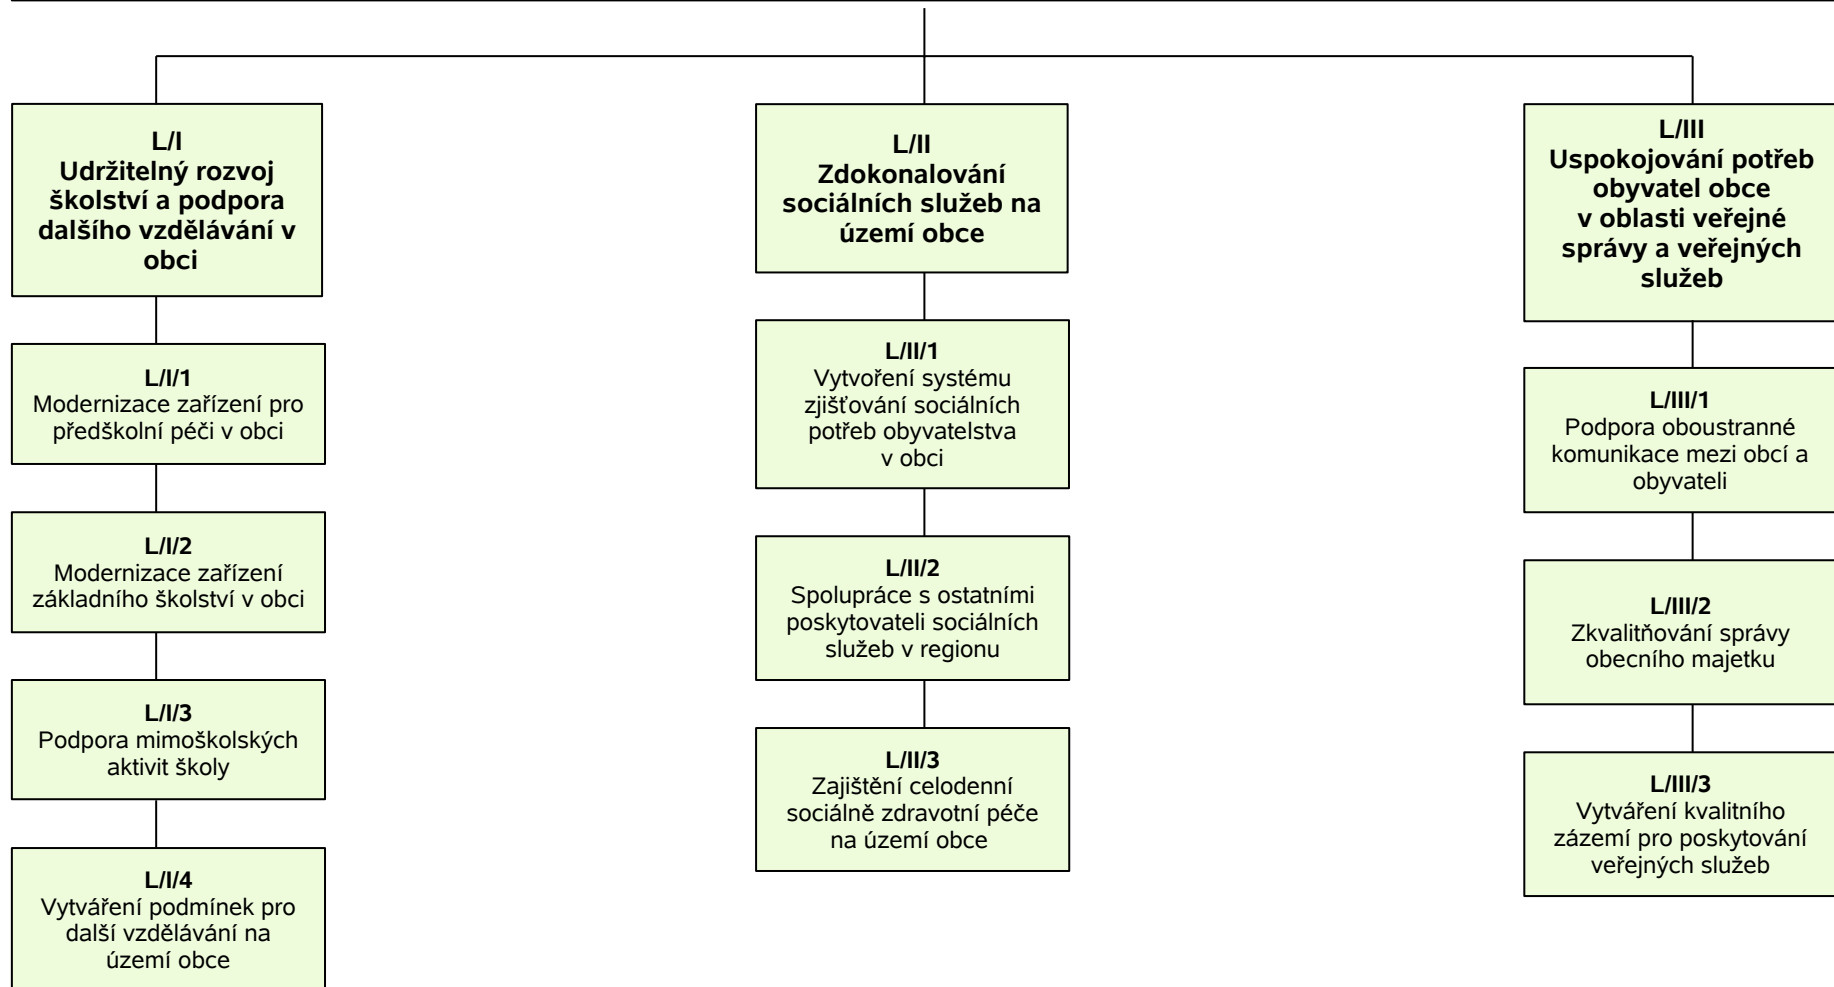 L/I
Udržitelný rozvoj
školství a podpora
dalšího vzdělávání v
obci
L/I/1
Modernizace zařízení pro
předškolní péči v obci
L/I/2
Modernizace zařízení
základního školství v obci
L/I/3
Podpora mimoškolských
aktivit školy
L/I/4
Vytváření podmínek pro
další vzdělávání na
území obce
L/II
Zdokonalování
sociálních služeb na
území obce
L/II/1
Vytvoření systému
zjišťování sociálních
potřeb obyvatelstva
v obci
L/II/2
Spolupráce s ostatními
poskytovateli sociálních
služeb v regionu
L/II/3
Zajištění celodenní
sociálně zdravotní péče
na území obce
L/III
Uspokojování potřeb
obyvatel obce
v oblasti veřejné
správy a veřejných
služeb
L/III/1
Podpora oboustranné
komunikace mezi obcí a
obyvateli
L/III/2
Zkvalitňování správy
obecního majetku
L/III/3
Vytváření kvalitního
zázemí pro poskytování
veřejných služeb